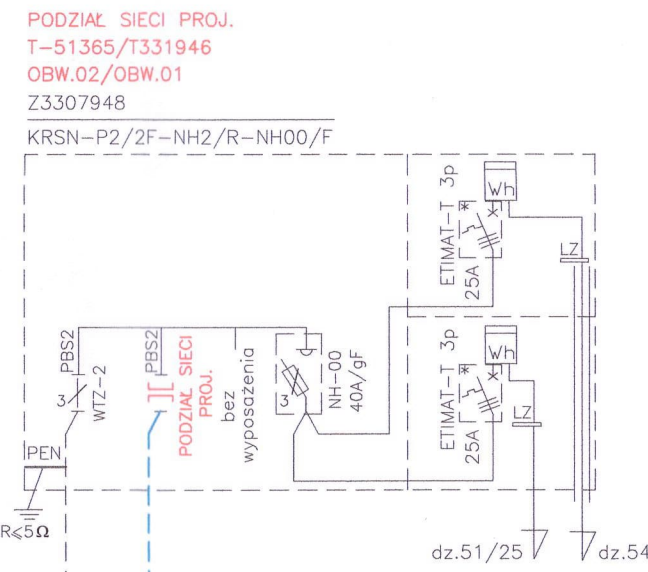 PODZIAŁ SIECI PROJ.
T-51365/T331946
OBW.02/OBW.01
Z3307948
KRSN-P2/2F-NH2/R-NH00/F
ETIMAT-T 3p
25A
*
Wh
LZ
PBS2
3
WTZ-2
PBS2
PODZIAŁ SIECI
PROJ.
bez
wyposażenia
3
NH-00
40A/gF
ETIMAT-T 3p
25A
*
Wh
LZ
PEN
R≤5Ω
dz.51/25
dz.54